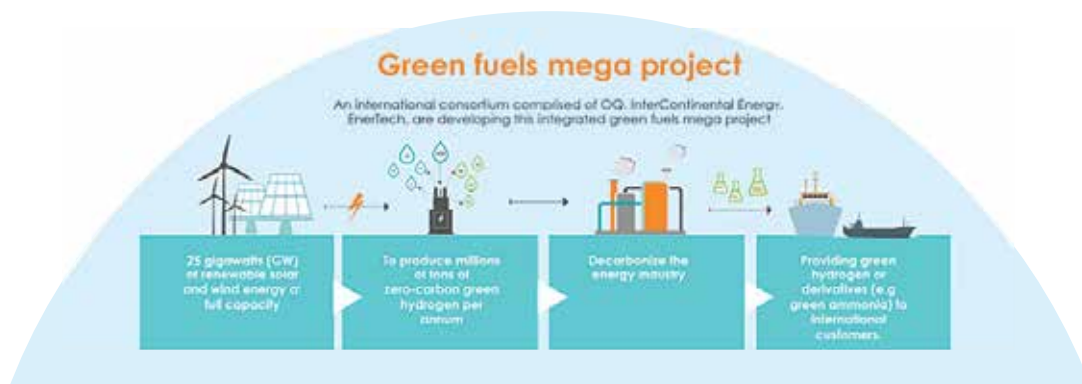 Green fuels mega project
An international consortium comprised of OQ, InterContinental Energy,
EnerTech, are developing this integrated green fuels mega project
25 gigawatts (GW)
of renewable solar
and wind energy at
full capacity
To produce millions
of tons of
zero-carbon green
hydrogen per
annum
Decarbonize the
energy industry
Providing green
hydrogen or
derivatives (e.g
green ammonia) to
international
customers.